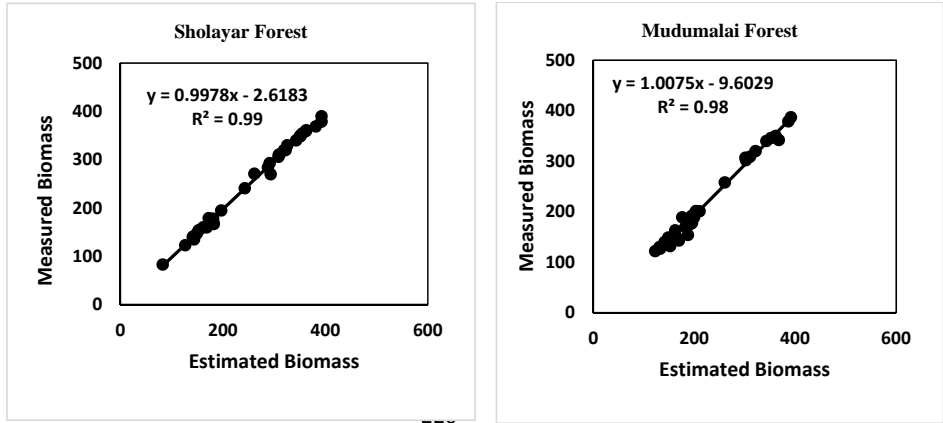 Sholayar Forest
y = 0.9978x - 2.6183
R² = 0.99
500
400
300
200
100
0
0 200 400 600
Measured Biomass
Estimated Biomass
Mudumalai Forest
y = 1.0075x - 9.6029
R² = 0.98
500
400
300
200
100
0
0 200 400 600
Measured Biomass
Estimated Biomass